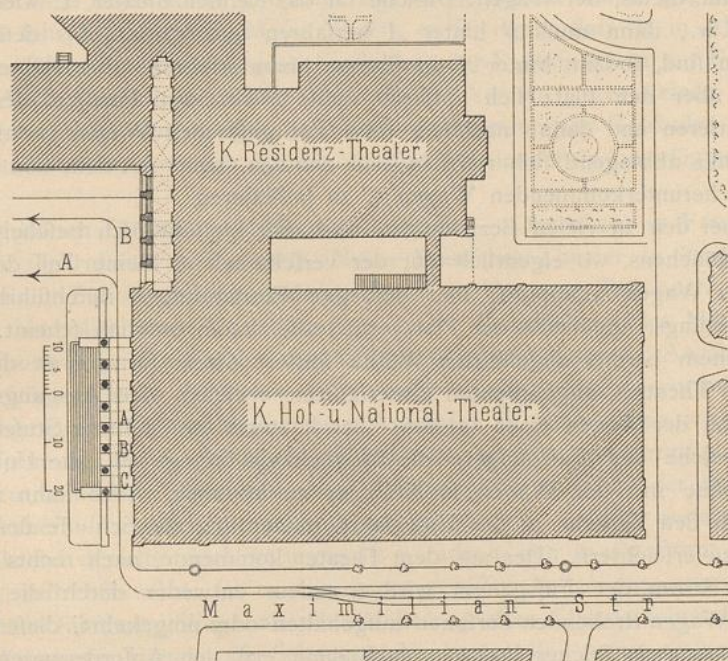 K. Residenz-Theater.
B
A
10
5
0
10
20
K. Hof- u. National-Theater.
A
B
C
Maximilian-Str